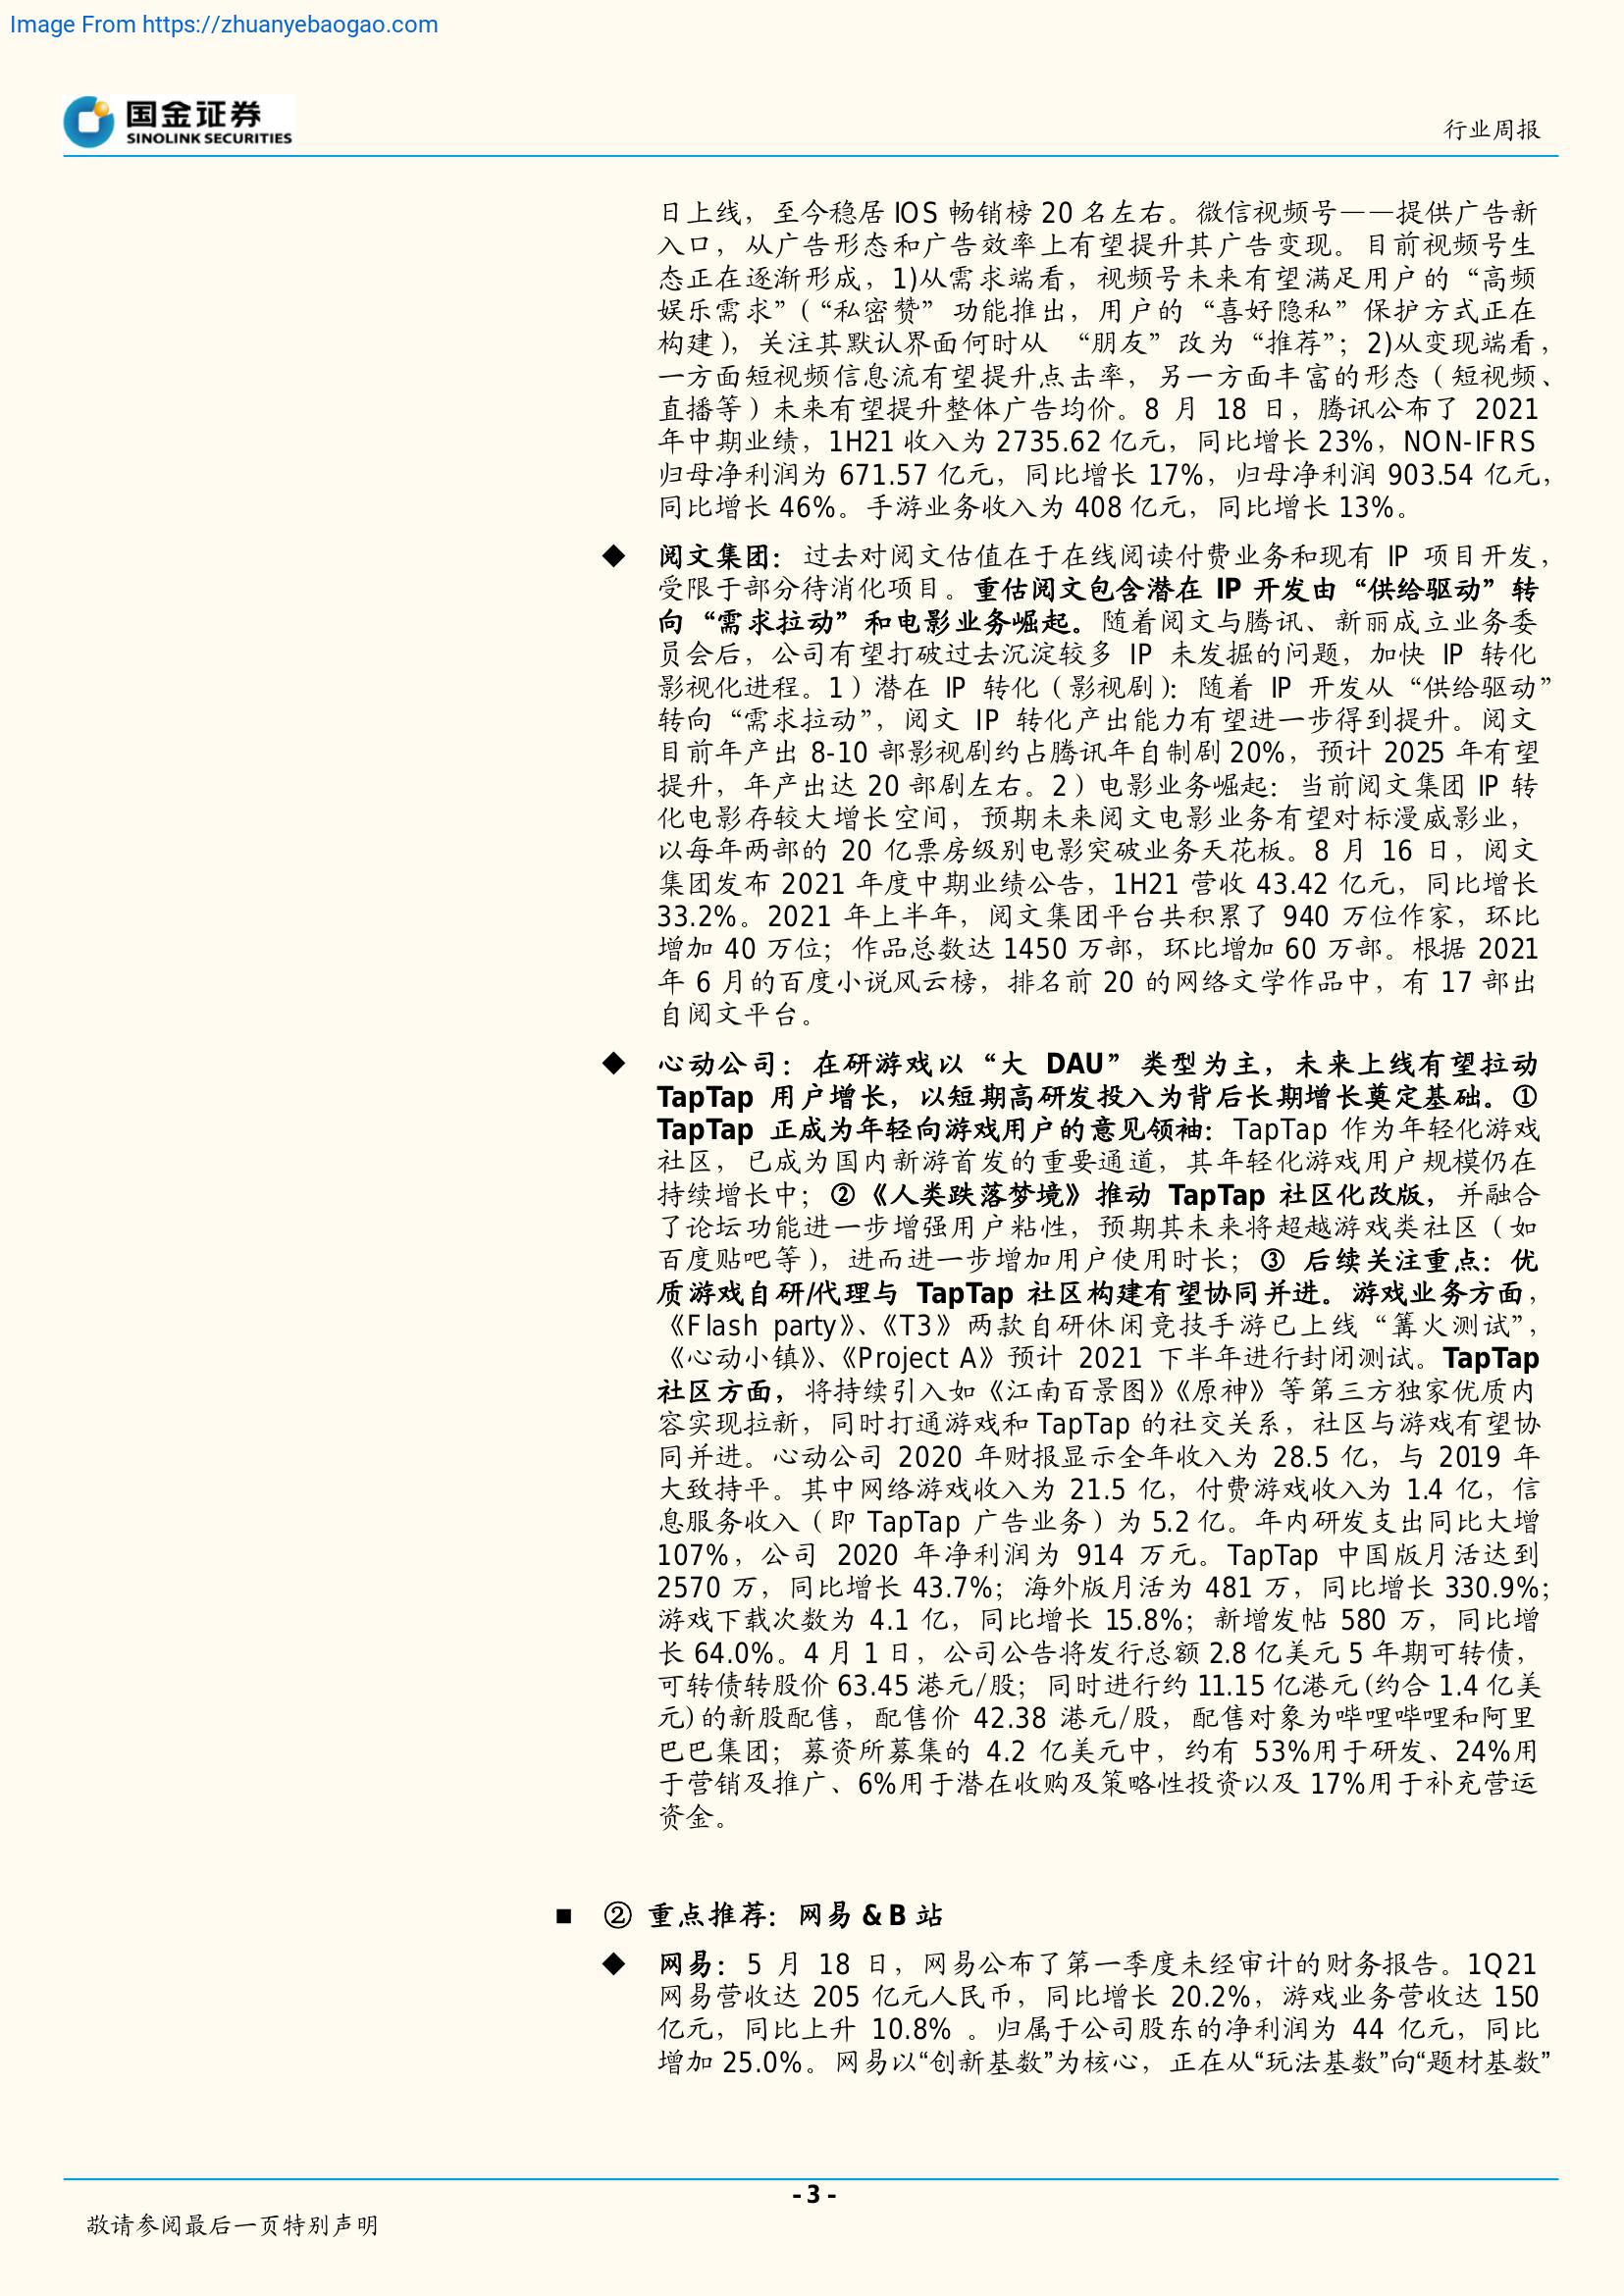 Image From https://zhuanyebaogao.com
国金证券
SINOLINK SECURITIES
行业周报
日上线，至今稳居 IOS 畅销榜 20 名左右。微信视频号——提供广告新
入口，从广告形态和广告效率上有望提升其广告变现。目前视频号生
态正在逐渐形成，1)从需求端看，视频号未来有望满足用户的“高频
娱乐需求”（“私密赞”功能推出，用户的“喜好隐私”保护方式正在
构建），关注其默认界面何时从 “朋友”改为“推荐”；2)从变现端看，
一方面短视频信息流有望提升点击率，另一方面丰富的形态（短视频、
直播等）未来有望提升整体广告均价。8 月 18 日，腾讯公布了 2021
年中期业绩，1H21 收入为 2735.62 亿元，同比增长 23%，NON-IFRS
归母净利润为 671.57 亿元，同比增长 17%，归母净利润 903.54 亿元，
同比增长 46%。手游业务收入为 408 亿元，同比增长 13%。
◆ 阅文集团：过去对阅文估值在于在线阅读付费业务和现有 IP 项目开发，
受限于部分待消化项目。重估阅文包含潜在 IP 开发由“供给驱动”转
向“需求拉动”和电影业务崛起。随着阅文与腾讯、新丽成立业务委
员会后，公司有望打破过去沉淀较多 IP 未发掘的问题，加快 IP 转化
影视化进程。1）潜在 IP 转化（影视剧）：随着 IP 开发从“供给驱动”
转向“需求拉动”，阅文 IP 转化产出能力有望进一步得到提升。阅文
目前年产出 8-10 部影视剧约占腾讯年自制剧 20%，预计 2025 年有望
提升，年产出达 20 部剧左右。2）电影业务崛起：当前阅文集团 IP 转
化电影存较大增长空间，预期未来阅文电影业务有望对标漫威影业，
以每年两部的 20 亿票房级别电影突破业务天花板。8 月 16 日，阅文
集团发布 2021 年度中期业绩公告，1H21 营收 43.42 亿元，同比增长
33.2%。2021 年上半年，阅文集团平台共积累了 940 万位作家，环比
增加 40 万位；作品总数达 1450 万部，环比增加 60 万部。根据 2021
年 6 月的百度小说风云榜，排名前 20 的网络文学作品中，有 17 部出
自阅文平台。
◆ 心动公司：在研游戏以“大 DAU”类型为主，未来上线有望拉动
TapTap 用户增长，以短期高研发投入为背后长期增长奠定基础。①
TapTap 正成为年轻向游戏用户的意见领袖：TapTap 作为年轻化游戏
社区，已成为国内新游首发的重要通道，其年轻化游戏用户规模仍在
持续增长中；②《人类跌落梦境》推动 TapTap 社区化改版，并融合
了论坛功能进一步增强用户粘性，预期其未来将超越游戏类社区（如
百度贴吧等），进而进一步增加用户使用时长；③ 后续关注重点：优
质游戏自研/代理与 TapTap 社区构建有望协同并进。游戏业务方面，
《Flash party》、《T3》两款自研休闲竞技手游已上线“篝火测试”，
《心动小镇》、《Project A》预计 2021 下半年进行封闭测试。TapTap
社区方面，将持续引入如《江南百景图》《原神》等第三方独家优质内
容实现拉新，同时打通游戏和 TapTap 的社交关系，社区与游戏有望协
同并进。心动公司 2020 年财报显示全年收入为 28.5 亿，与 2019 年
大致持平。其中网络游戏收入为 21.5 亿，付费游戏收入为 1.4 亿，信
息服务收入（即 TapTap 广告业务）为 5.2 亿。年内研发支出同比大增
107%，公司 2020 年净利润为 914 万元。TapTap 中国版月活达到
2570 万，同比增长 43.7%；海外版月活为 481 万，同比增长 330.9%；
游戏下载次数为 4.1 亿，同比增长 15.8%；新增发帖 580 万，同比增
长 64.0%。4 月 1 日，公司公告将发行总额 2.8 亿美元 5 年期可转债，
可转债转股价 63.45 港元/股；同时进行约 11.15 亿港元(约合 1.4 亿美
元)的新股配售，配售价 42.38 港元/股，配售对象为哔哩哔哩和阿里
巴巴集团；募资所募集的 4.2 亿美元中，约有 53%用于研发、24%用
于营销及推广、6%用于潜在收购及策略性投资以及 17%用于补充营运
资金。
■ ② 重点推荐：网易 & B 站
◆ 网易：5 月 18 日，网易公布了第一季度未经审计的财务报告。1Q21
网易营收达 205 亿元人民币，同比增长 20.2%，游戏业务营收达 150
亿元，同比上升 10.8% 。归属于公司股东的净利润为 44 亿元，同比
增加 25.0%。网易以“创新基数”为核心，正在从“玩法基数”向“题材基数”
- 3 -
敬请参阅最后一页特别声明